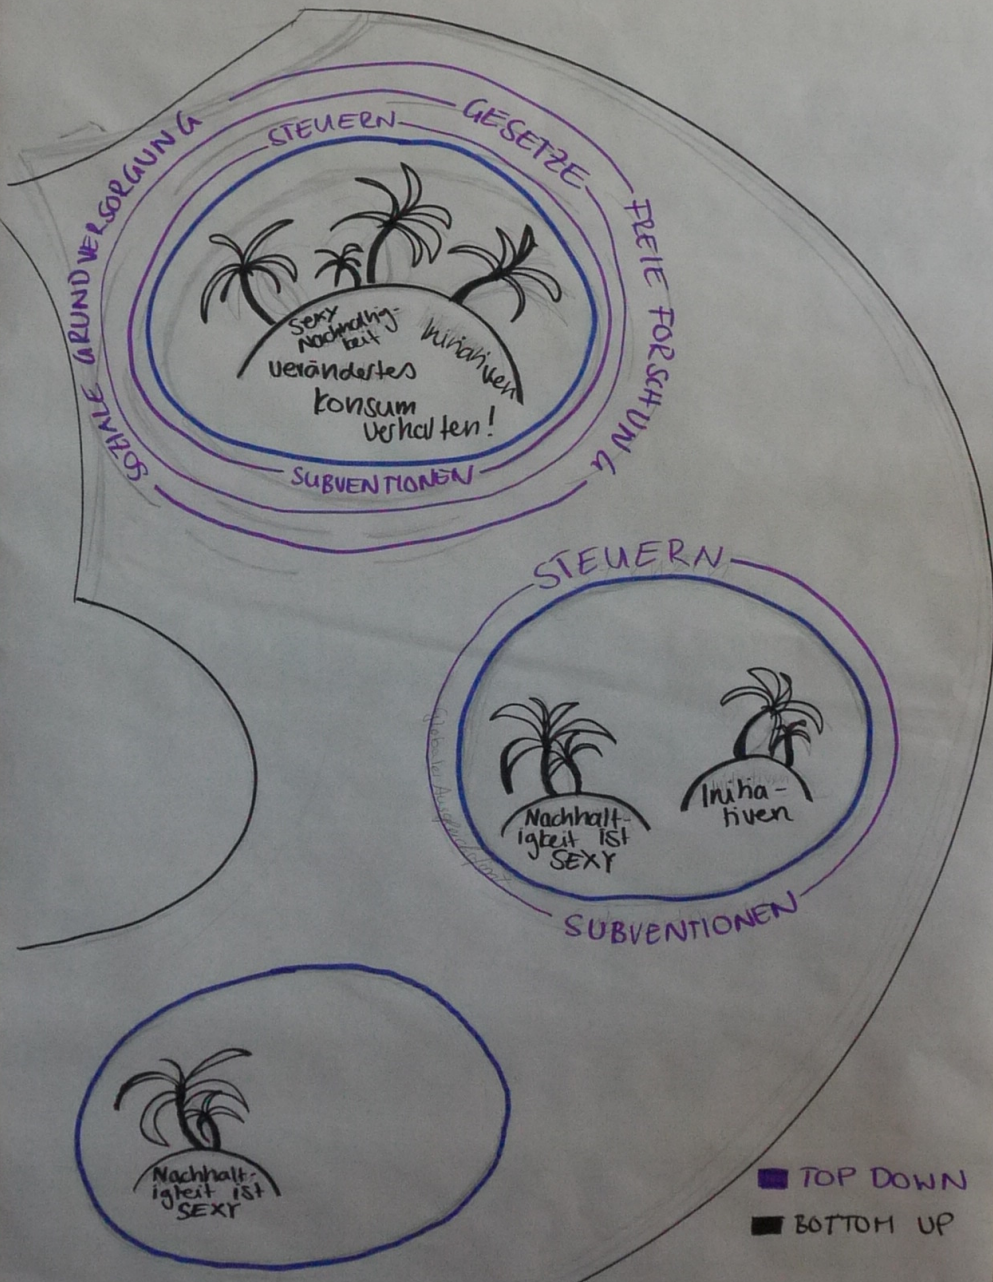 STEUERN
GESETZE
SOZIALE GRUNDVERSORGUNG
FREIE FORSCHUNG
Sexy
Nachhaltig-
keit
Initiativen
verändertes
Konsum
verhalten!
SUBVENTIONEN
STEUERN
Nachhalt-
igkeit ist
SEXY
Initia-
tiven
SUBVENTIONEN
Nachhalt-
igkeit ist
SEXY
TOP DOWN
BOTTOM UP